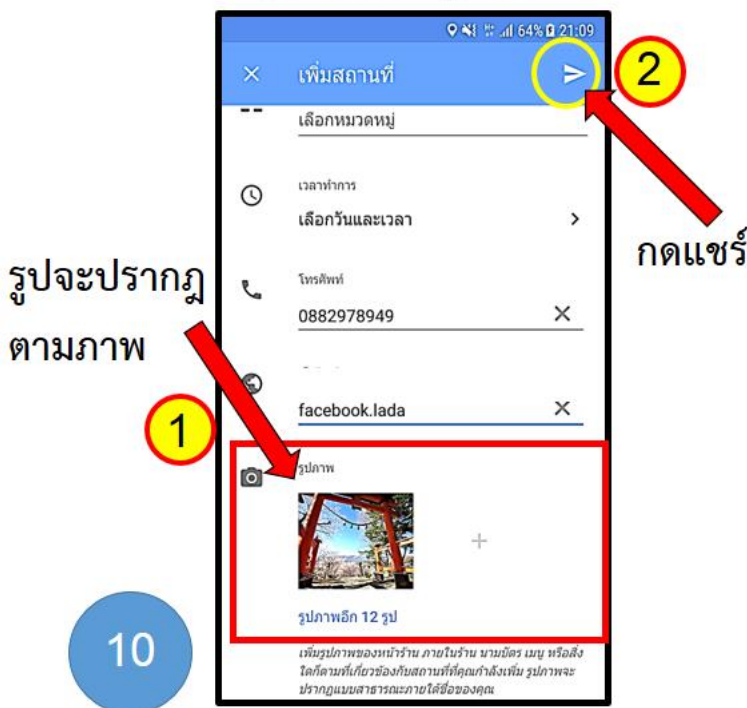 64% 21:09
เพิ่มสถานที่
2
เลือกหมวดหมู่
เวลาทำการ
เลือกวันและเวลา
กดแชร์
รูปจะปรากฏ
ตามภาพ
โทรศัพท์
0882978949
facebook.lada
1
รูปภาพ
รูปภาพอีก 12 รูป
10
เพิ่มรูปภาพของหน้าร้าน ภายในร้าน นามบัตร เมนู หรือสิ่ง
ใดก็ตามที่เกี่ยวข้องกับสถานที่ที่คุณกำลังเพิ่ม รูปภาพจะ
ปรากฏแบบสาธารณะภายใต้ชื่อของคุณ